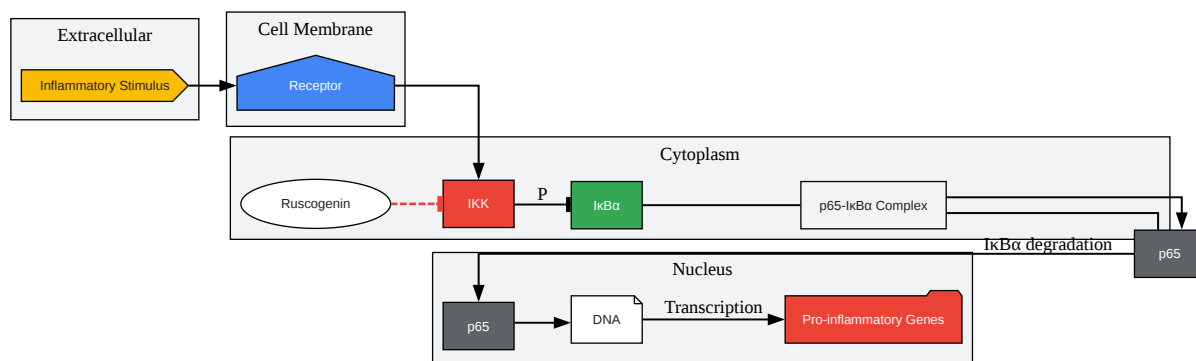 Extracellular
Inflammatory Stimulus
Cell Membrane
Receptor
Cytoplasm
Ruscogenin
IKK
P
IκBα
p65-IκBα Complex
p65
IκBα degradation
Nucleus
p65
DNA
Transcription
Pro-inflammatory Genes